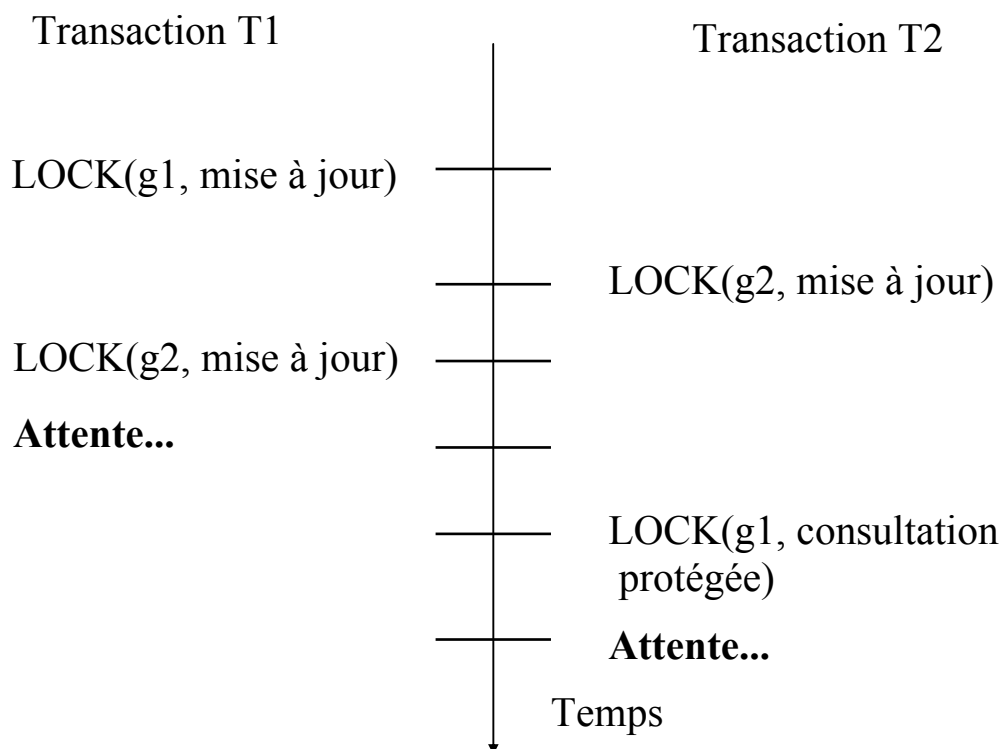 Transaction T1
Transaction T2
LOCK(g1, mise à jour)
LOCK(g2, mise à jour)
LOCK(g2, mise à jour)
Attente...
LOCK(g1, consultation
protégée)
Attente...
Temps